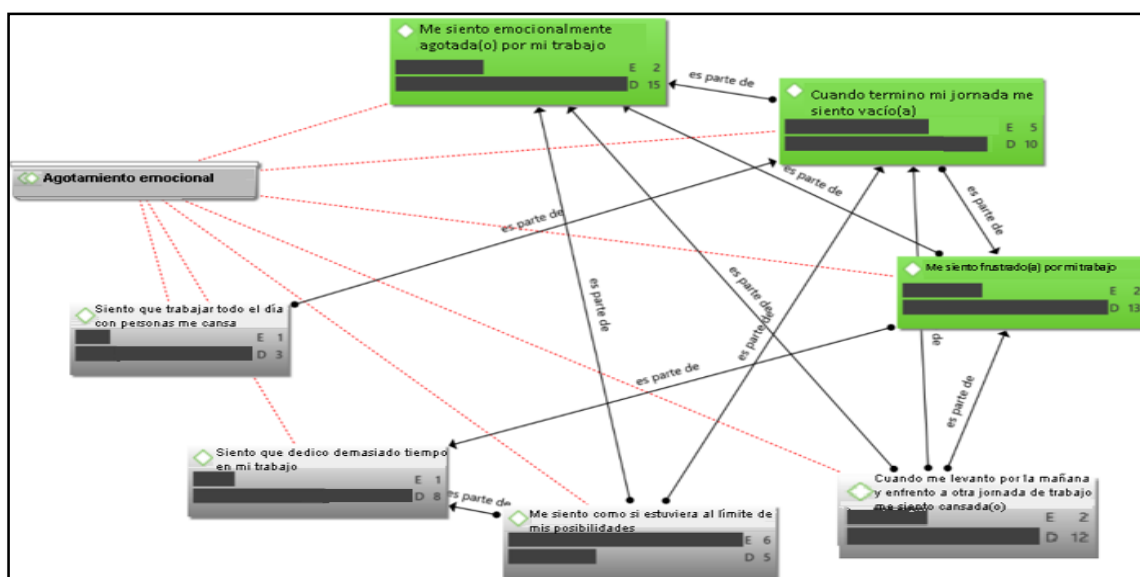 Me siento emocionalmente
agotada(o) por mi trabajo
E 2
D 15
es parte de
Cuando termino mi jornada me
siento vacío(a)
E 5
D 10
Agotamiento emocional
es parte de
es parte de
es parte de
Me siento frustrado(a) por mi trabajo
E 2
D 13
Siento que trabajar todo el día
con personas me cansa
E 1
D 3
es parte de
es parte de
es parte de
de
es parte de
es parte de
Siento que dedico demasiado tiempo
en mi trabajo
E 1
D 8
es parte de
Me siento como si estuviera al límite de
mis posibilidades
E 6
D 5
Cuando me levanto por la mañana
y enfrento a otra jornada de trabajo
me siento cansada(o)
E 2
D 12